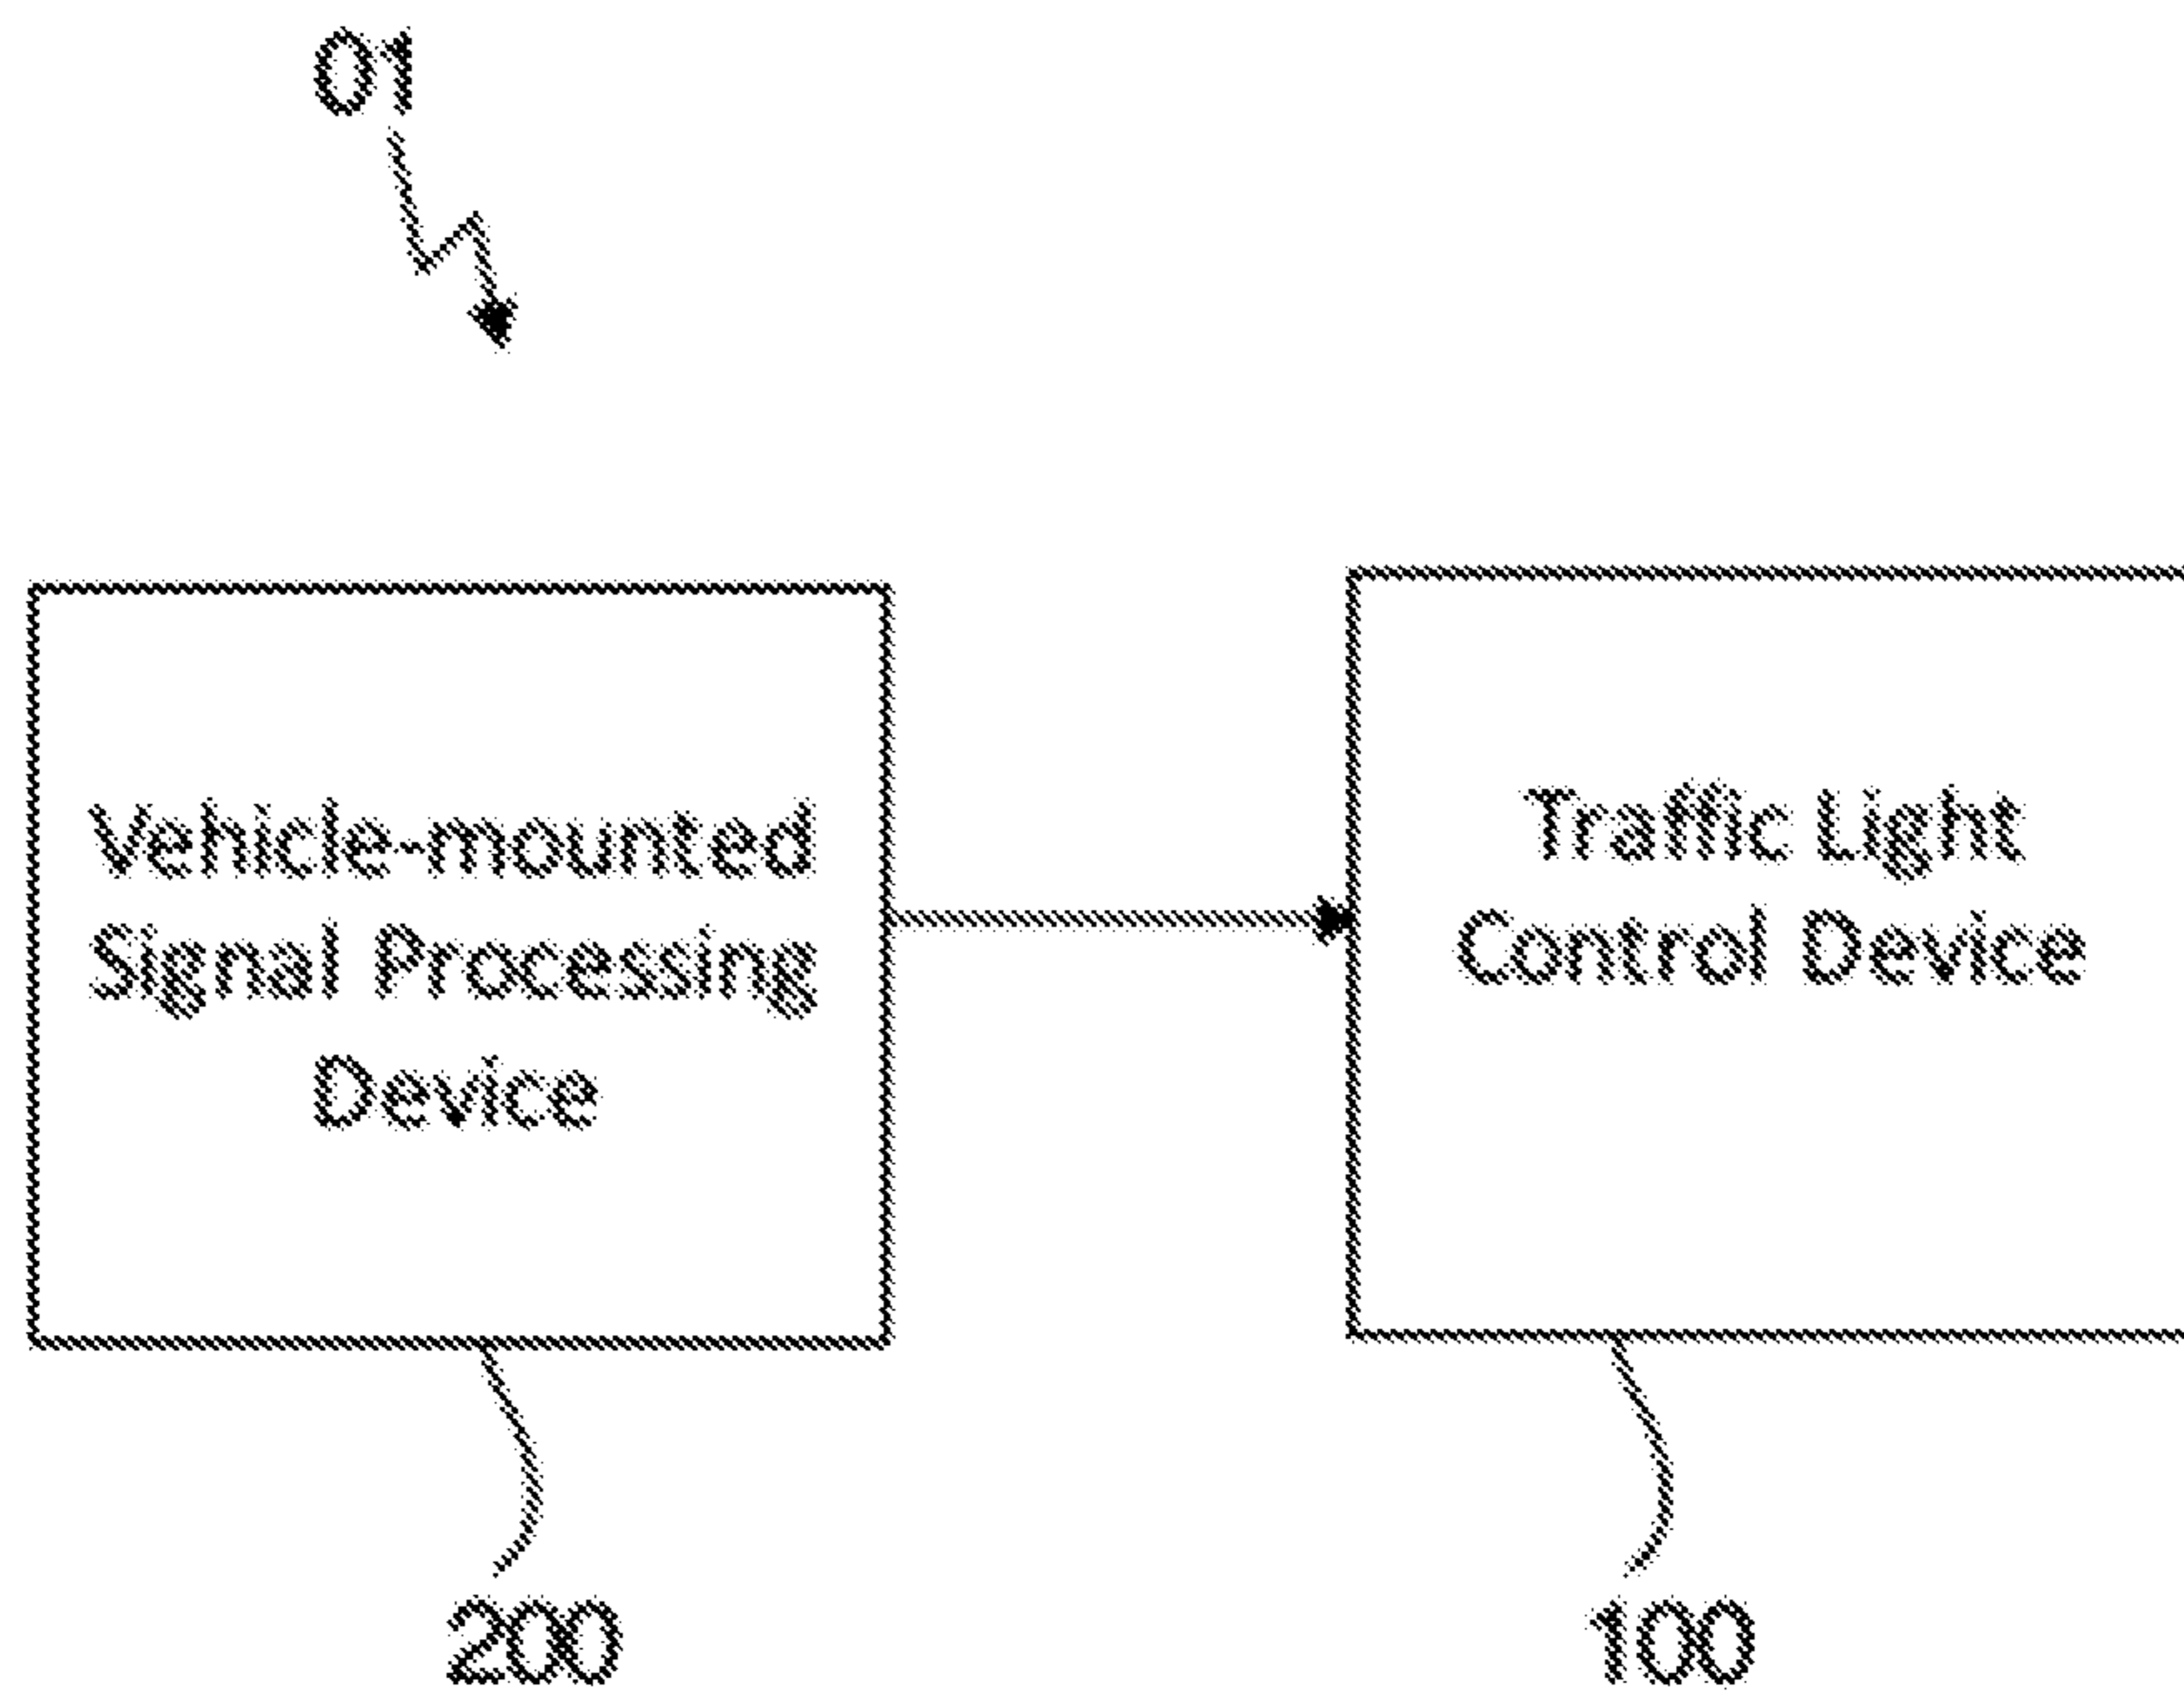 01
Vehicle-mounted
Signal Processing
Device
Traffic Light
Control Device
200
100